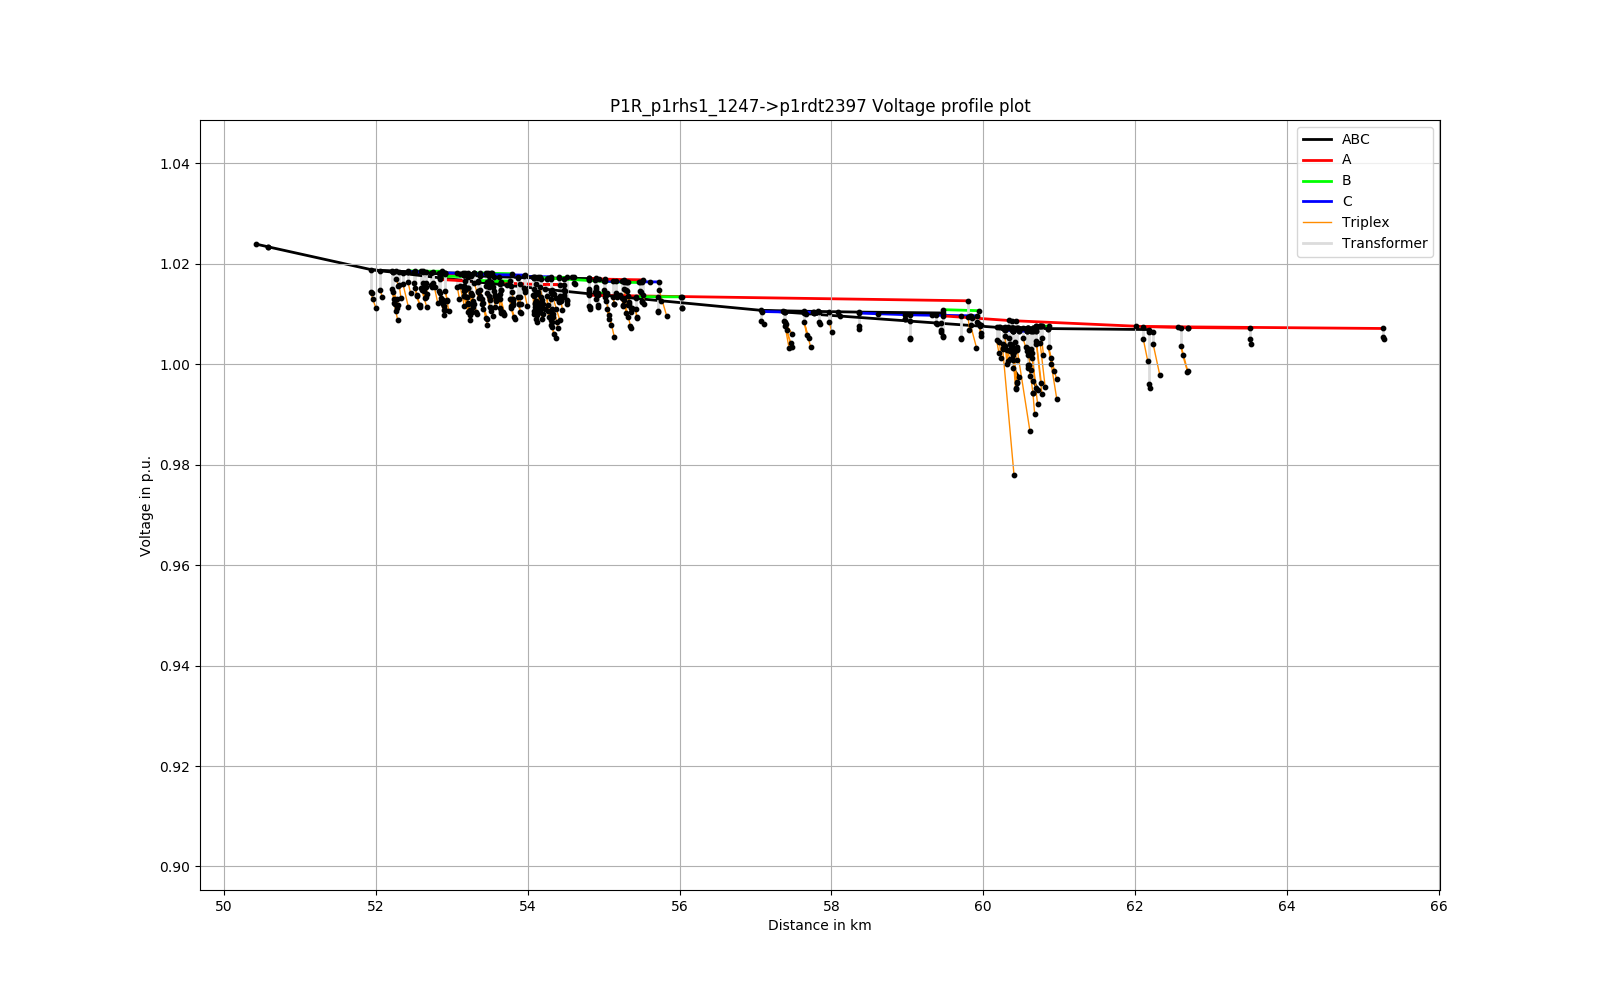 P1R_p1rhs1_1247->p1rdt2397 Voltage profile plot
ABC
A
B
C
Triplex
Transformer
Voltage in p.u.
1.04
1.02
1.00
0.98
0.96
0.94
0.92
0.90
50 52 54 56 58 60 62 64 66
Distance in km